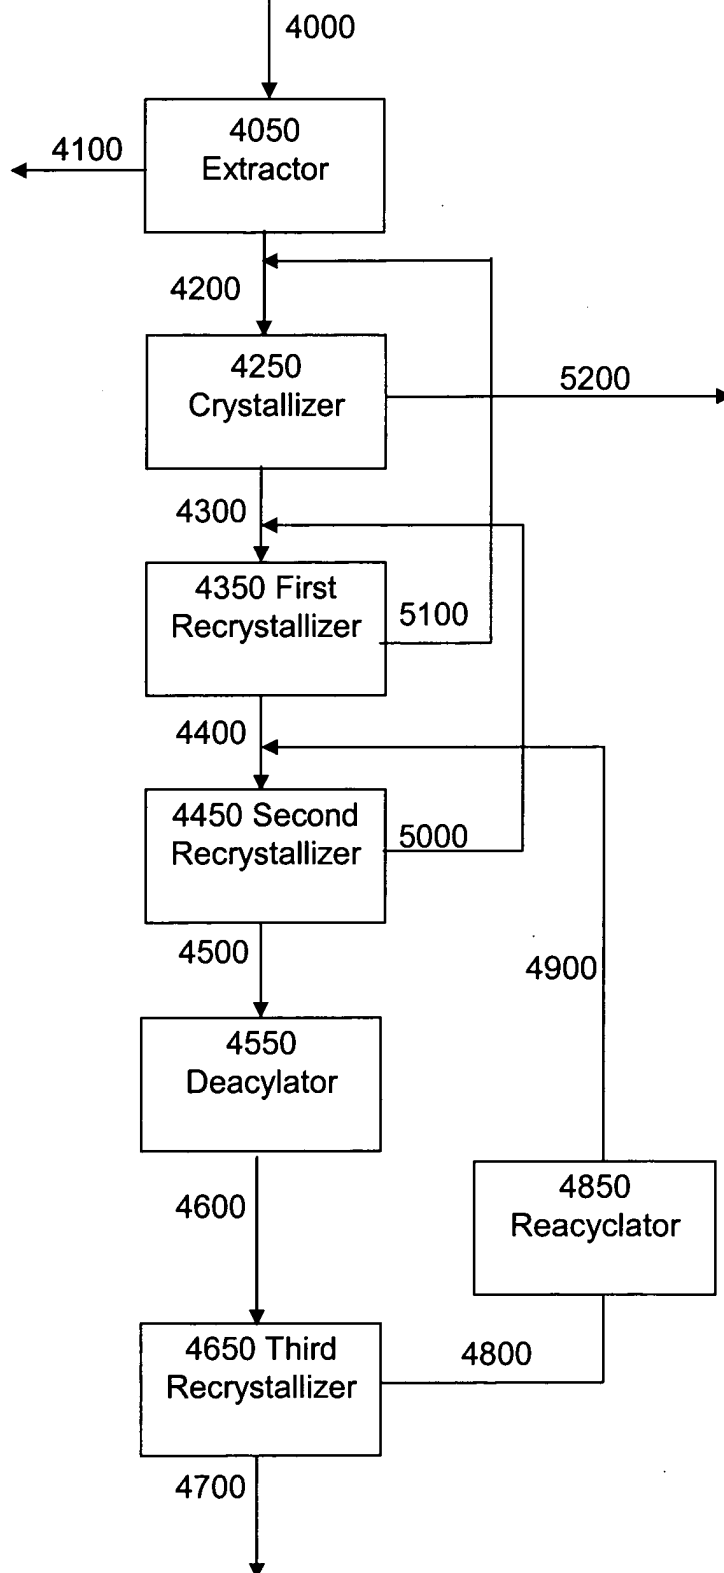 4000
4050
Extractor
4100
4200
4250
Crystallizer
5200
4300
4350 First
Recrystallizer
5100
4400
4450 Second
Recrystallizer
5000
4500
4900
4550
Deacylator
4600
4850
Reacyclator
4650 Third
Recrystallizer
4800
4700